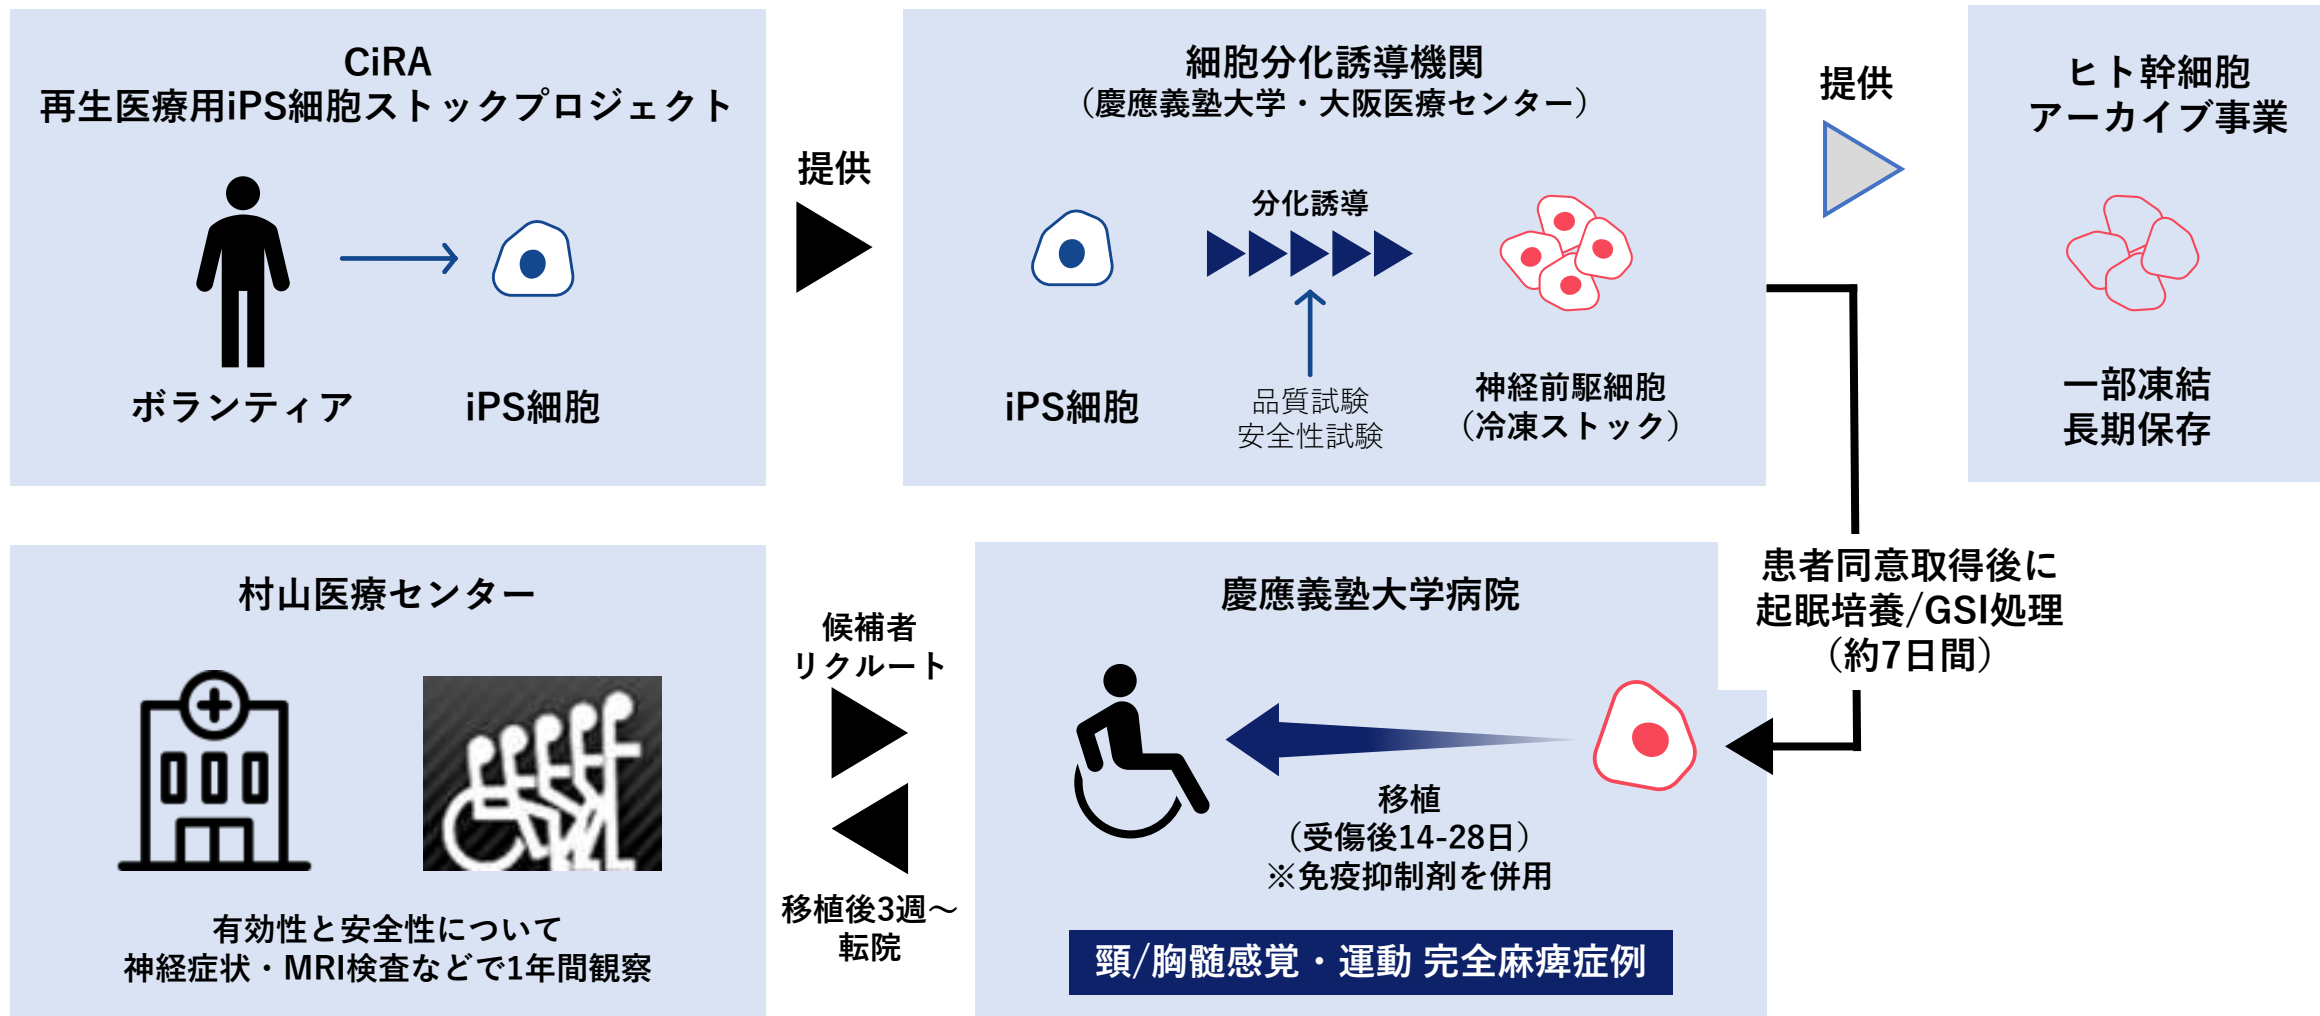 CiRA
再生医療用iPS細胞ストックプロジェクト
ボランティア
iPS細胞
提供
細胞分化誘導機関
（慶應義塾大学・大阪医療センター）
分化誘導
iPS細胞
品質試験
安全性試験
神経前駆細胞
（冷凍ストック）
提供
ヒト幹細胞
アーカイブ事業
一部凍結
長期保存
患者同意取得後に
起眠培養/GSI処理
（約7日間）
慶應義塾大学病院
移植
（受傷後14-28日）
※免疫抑制剤を併用
頸/胸髄感覚・運動 完全麻痺症例
候補者
リクルート
移植後3週～
転院
村山医療センター
有効性と安全性について
神経症状・MRI検査などで1年間観察